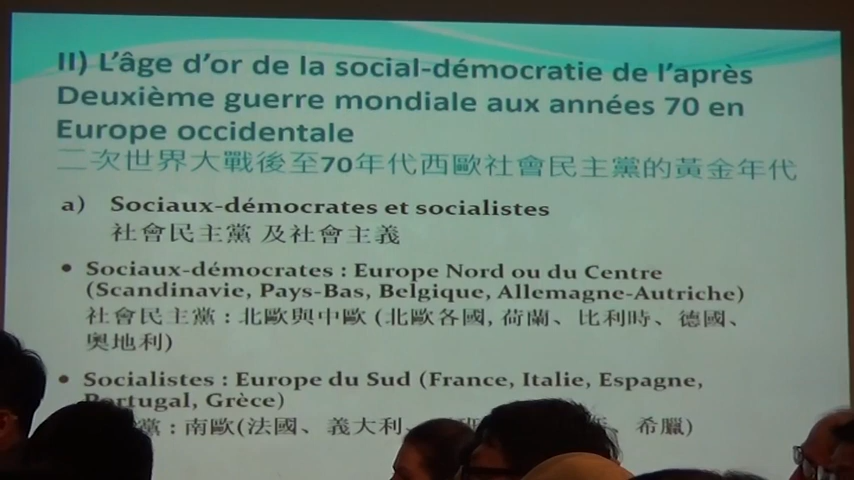 II) L'âge d'or de la social-démocratie de l'après
Deuxième guerre mondiale aux années 70 en
Europe occidentale
二次世界大戰後至70年代西歐社會民主黨的黃金年代
a) Sociaux-démocrates et socialistes
社會民主黨 及社會主義
• Sociaux-démocrates : Europe Nord ou du Centre
(Scandinavie, Pays-Bas, Belgique, Allemagne-Autriche)
社會民主黨 : 北歐與中歐 (北歐各國, 荷蘭、比利時、德國、
奧地利)
• Socialistes : Europe du Sud (France, Italie, Espagne,
Portugal, Grèce)
黨 : 南歐(法國、義大利、 、希臘)